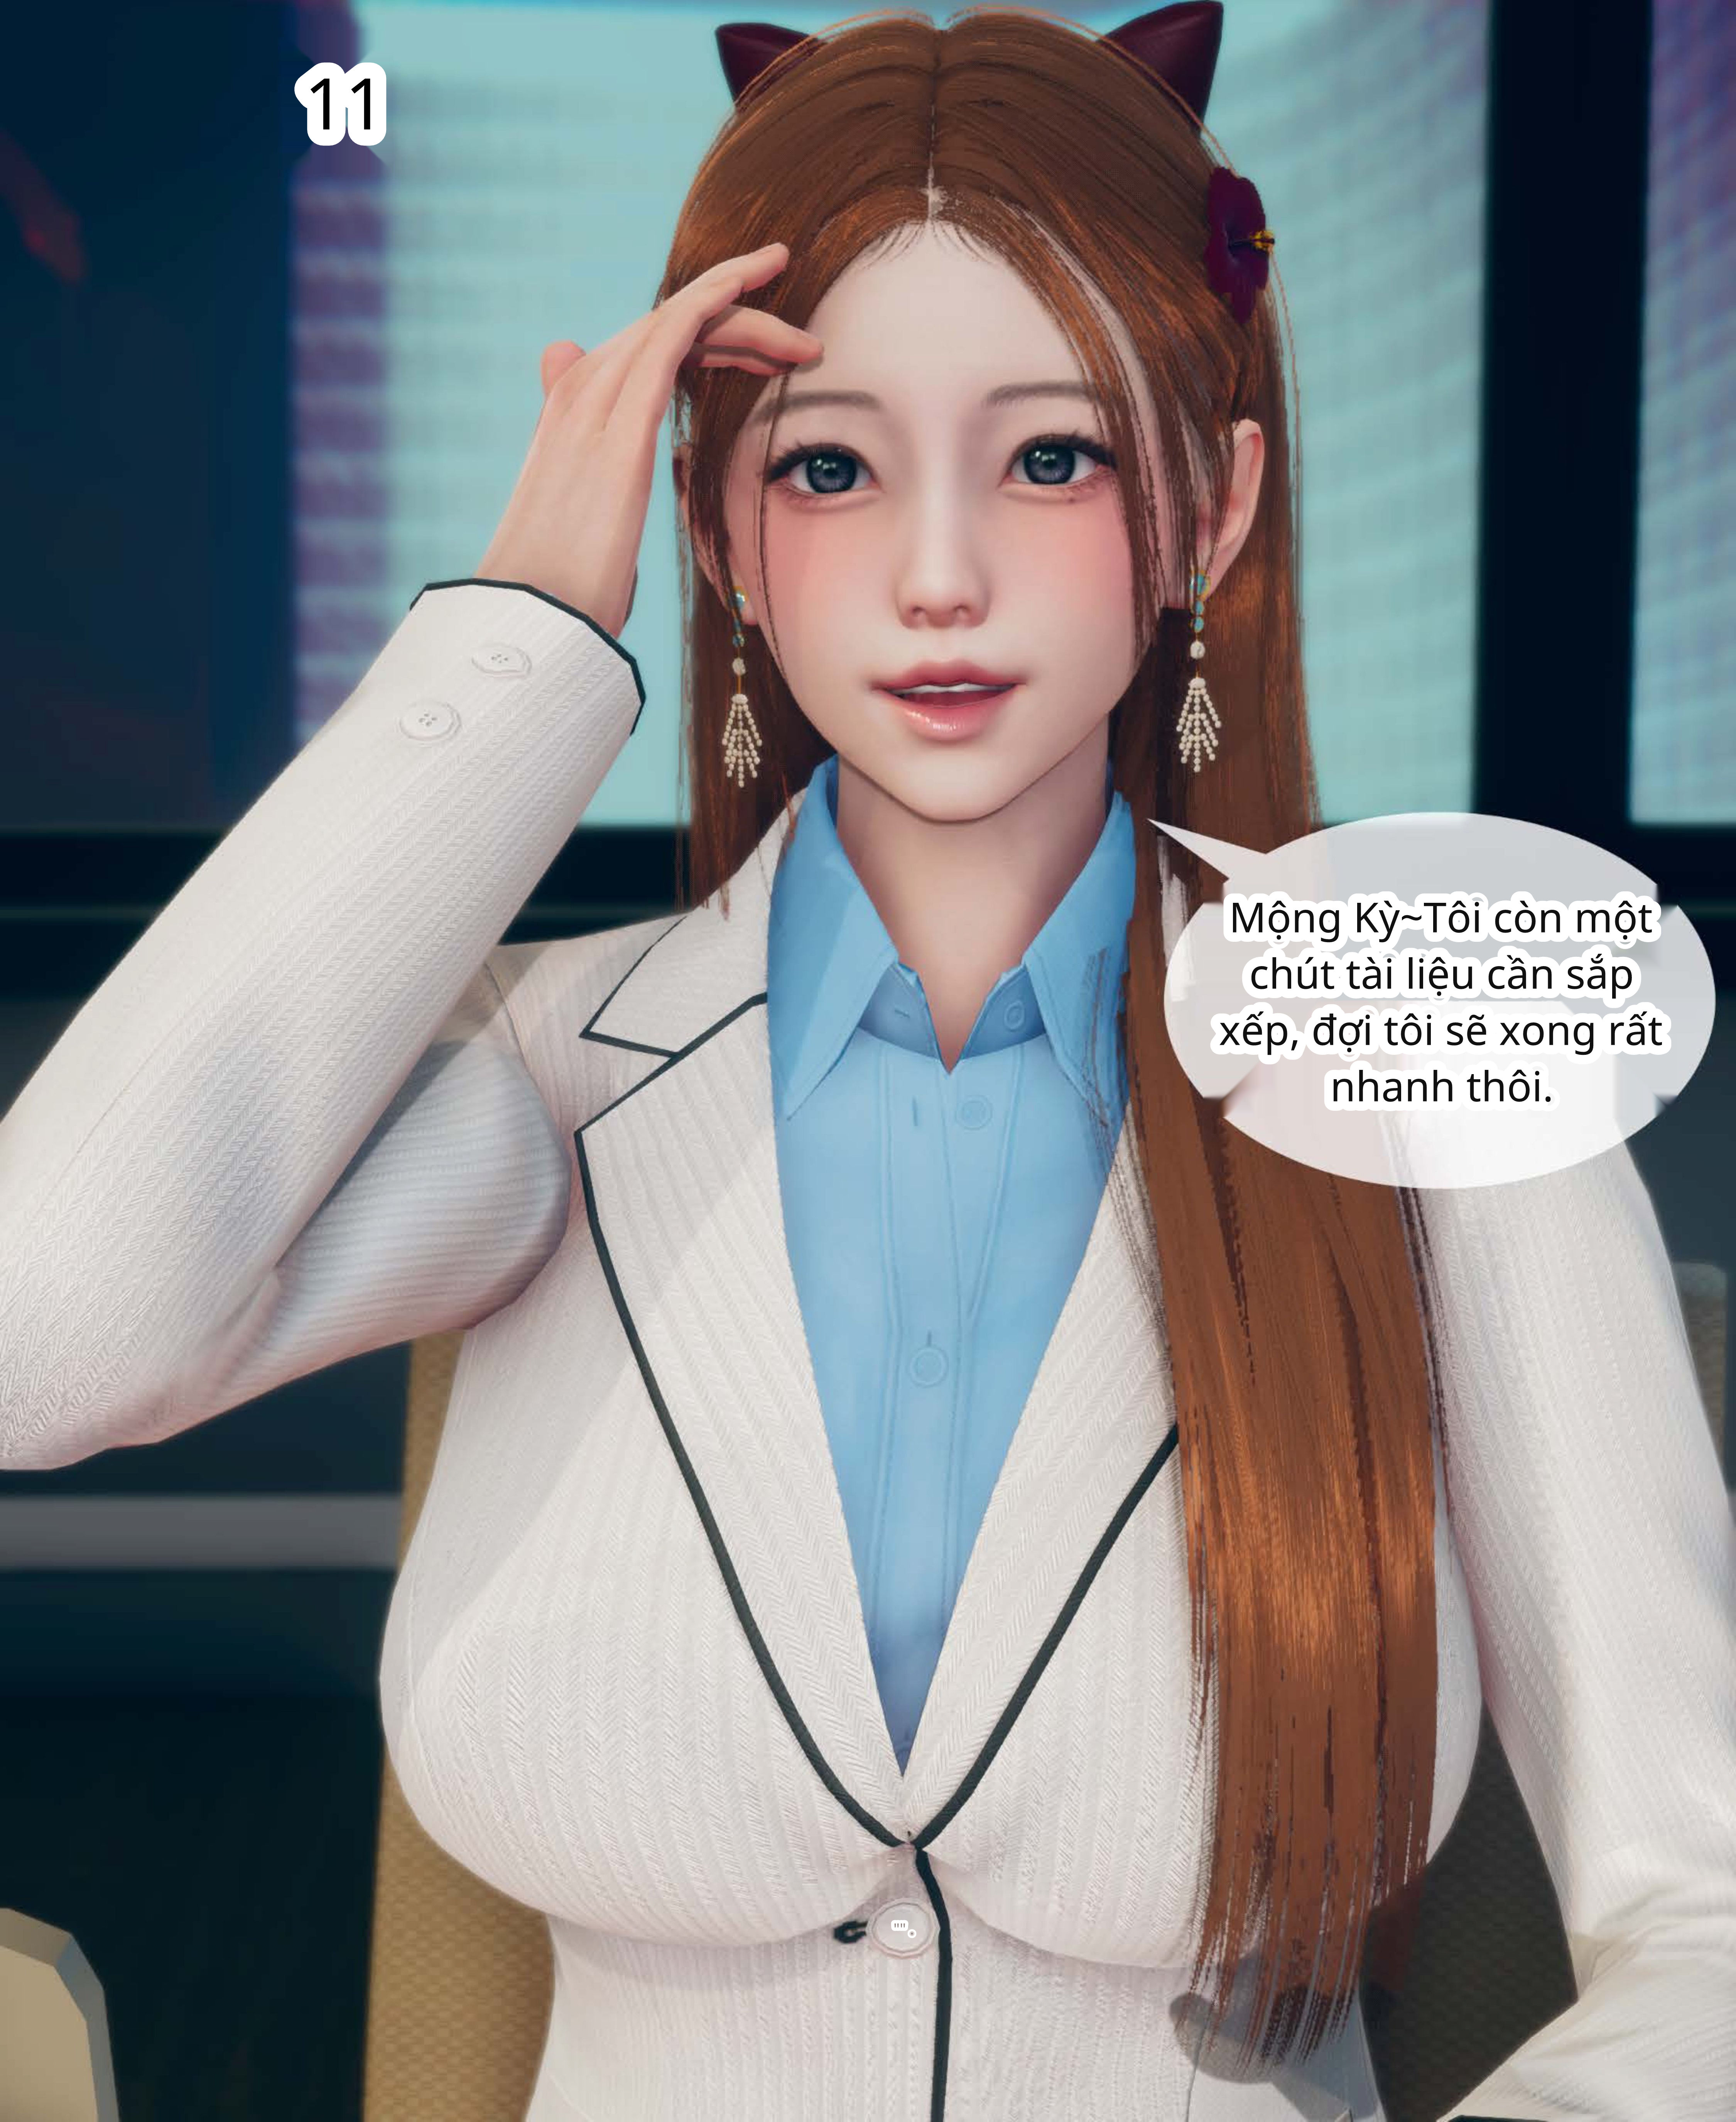 11
Mộng Kỳ~Tôi còn một
chút tài liệu cần sắp
xếp, đợi tôi sẽ xong rất
nhanh thôi.